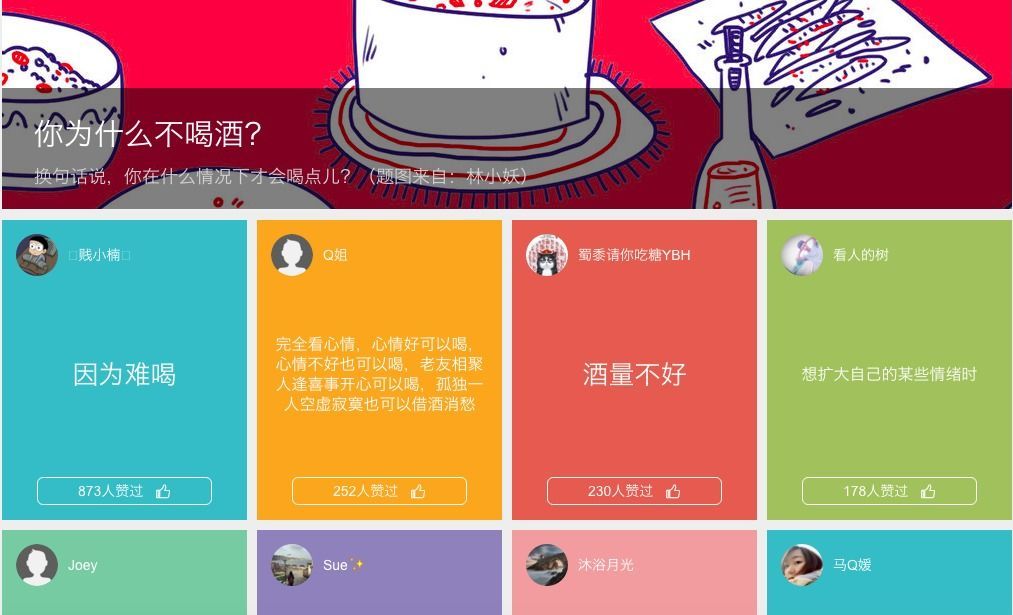 你为什么不喝酒?
换句话说，你在什么情况下才会喝点儿？（题图来自：林小妖）
贱小楠
Q姐
蜀黍请你吃糖YBH
看人的树
因为难喝
完全看心情，心情好可以喝，
心情不好也可以喝，老友相聚
人逢喜事开心可以喝，孤独一
人空虚寂寞也可以借酒消愁
酒量不好
想扩大自己的某些情绪时
873人赞过
252人赞过
230人赞过
178人赞过
Joey
Sue✨
沐浴月光
马Q媛